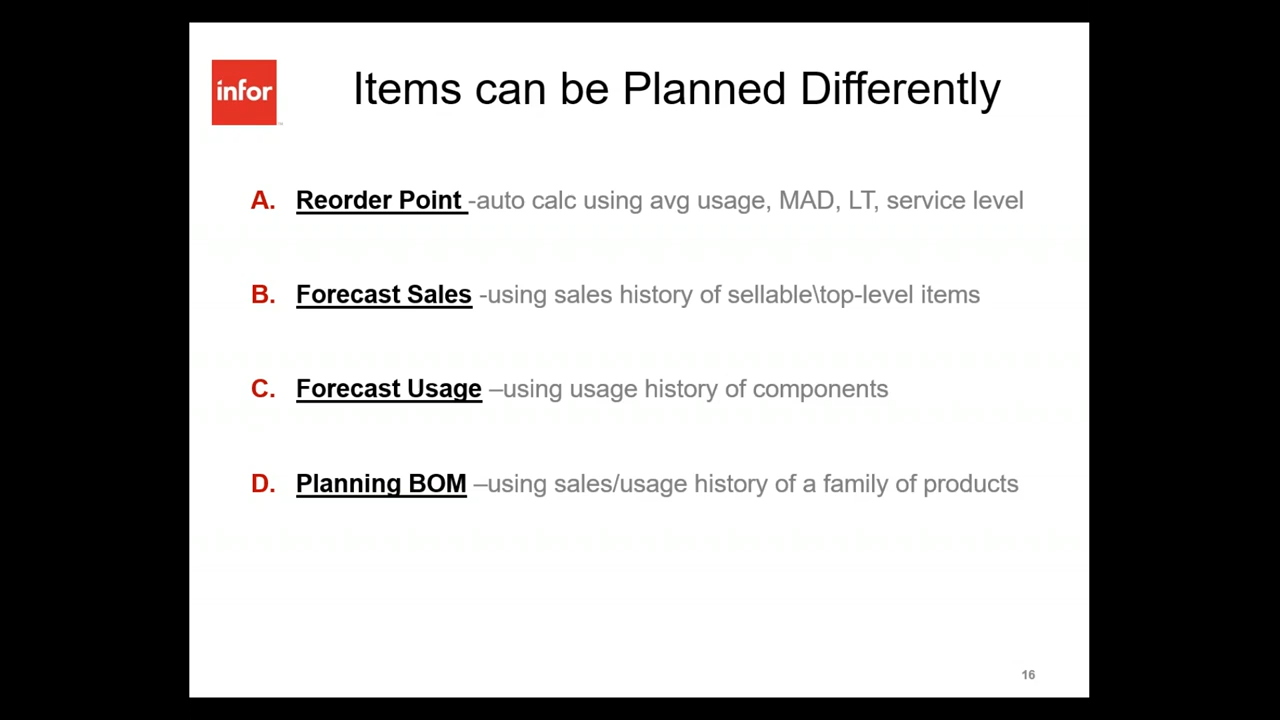 infor
Items can be Planned Differently
A. Reorder Point -auto calc using avg usage, MAD, LT, service level
B. Forecast Sales -using sales history of sellable\top-level items
C. Forecast Usage –using usage history of components
D. Planning BOM –using sales/usage history of a family of products
16